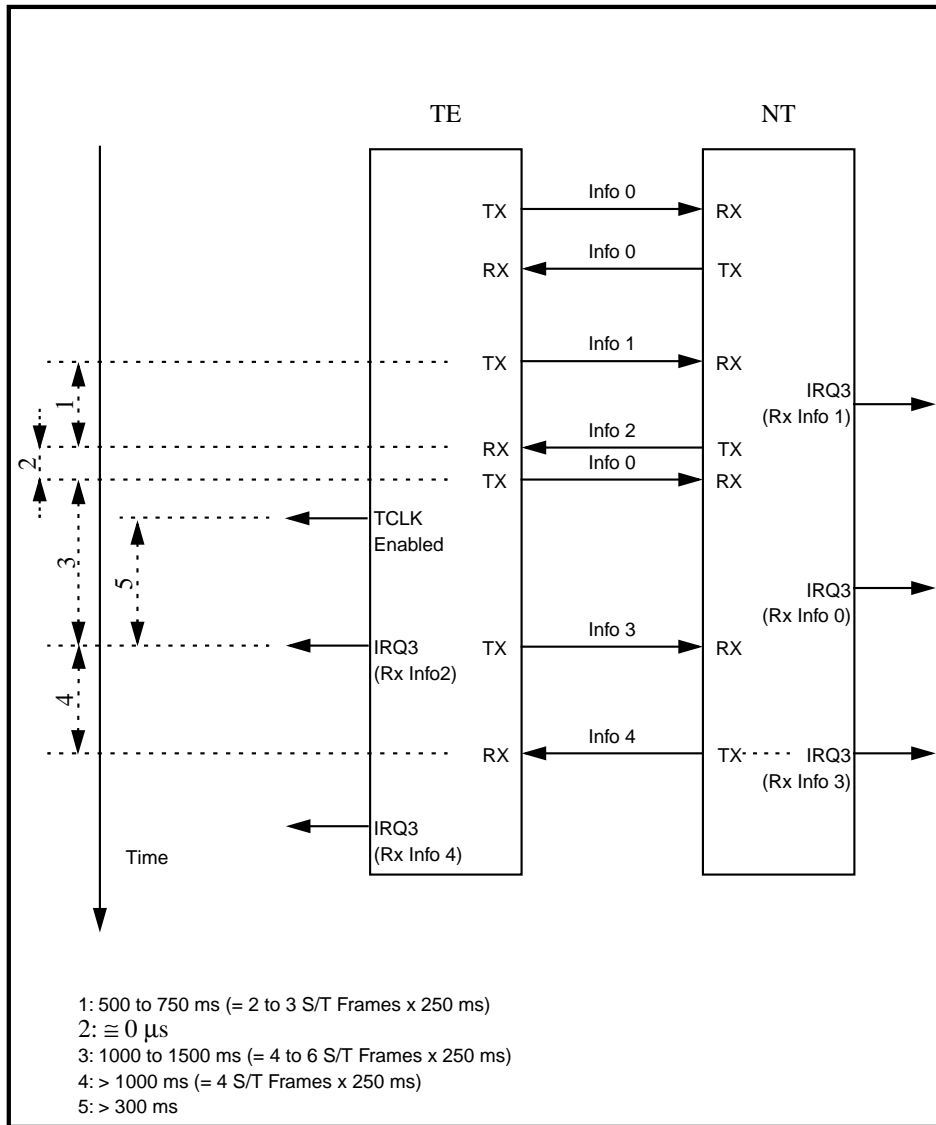 TE
NT
Info 0
TX
RX
Info 0
RX
TX
Info 1
TX
RX
IRQ3
(Rx Info 1)
1
Info 2
RX
TX
2
Info 0
TX
RX
TCLK
Enabled
3
5
IRQ3
(Rx Info 0)
Info 3
IRQ3
(Rx Info2)
TX
RX
4
Info 4
RX
TX
IRQ3
(Rx Info 3)
IRQ3
(Rx Info 4)
Time
1: 500 to 750 ms (= 2 to 3 S/T Frames x 250 ms)
2: ≅ 0 µs
3: 1000 to 1500 ms (= 4 to 6 S/T Frames x 250 ms)
4: > 1000 ms (= 4 S/T Frames x 250 ms)
5: > 300 ms